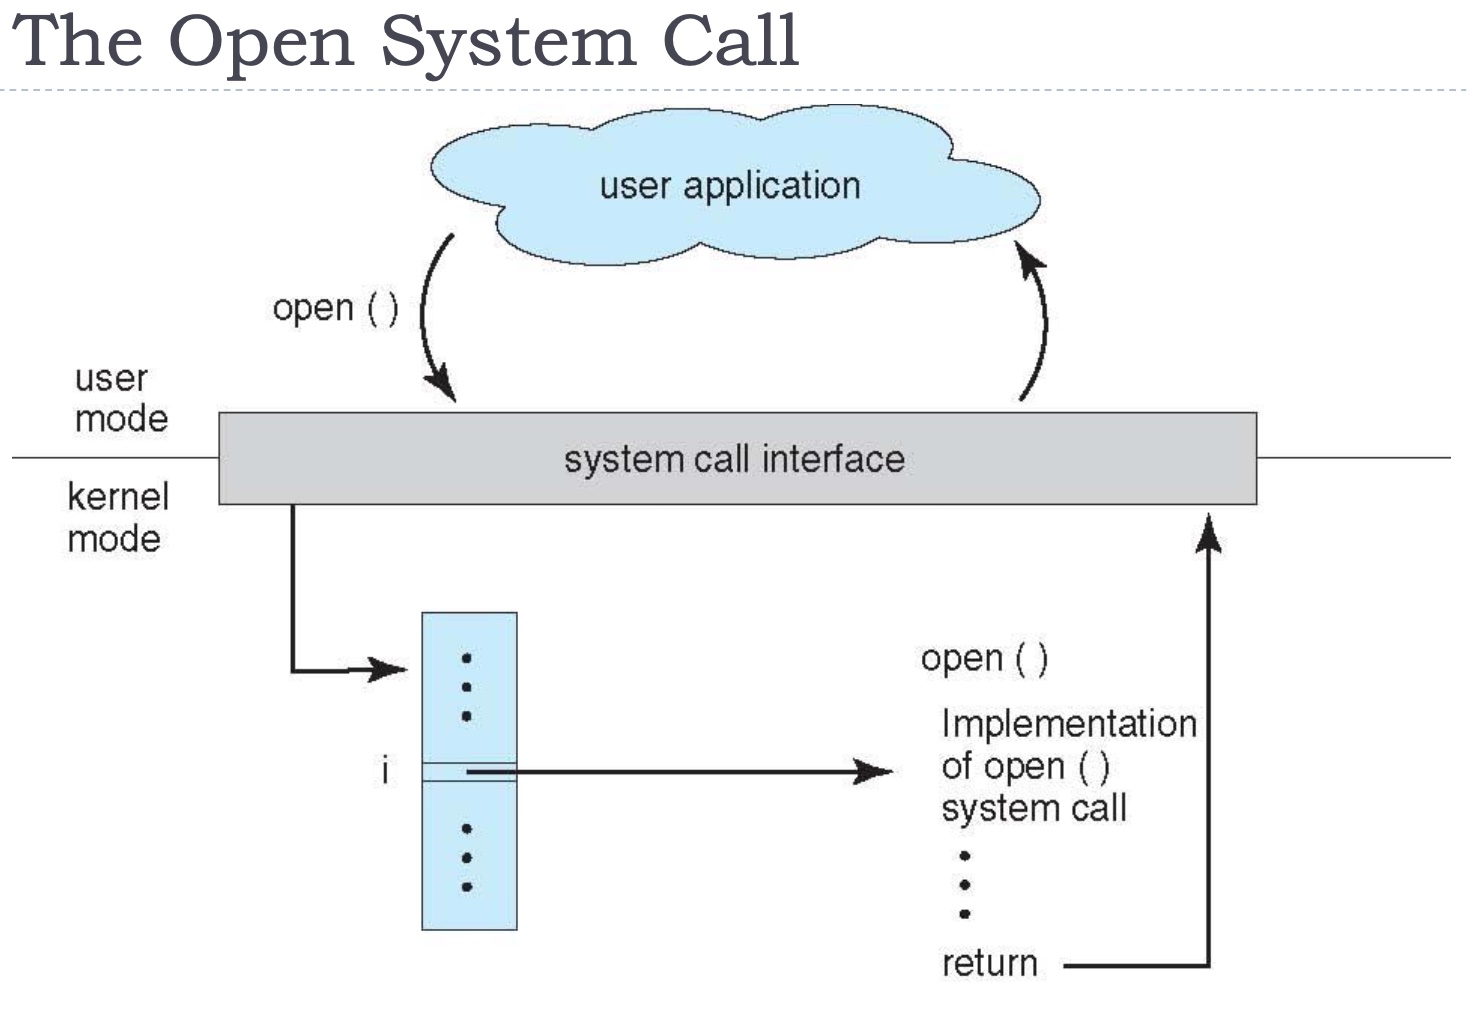 The Open System Call
user application
open ( )
user
mode
system call interface
kernel
mode
open ( )
Implementation
of open ( )
system call
i
return